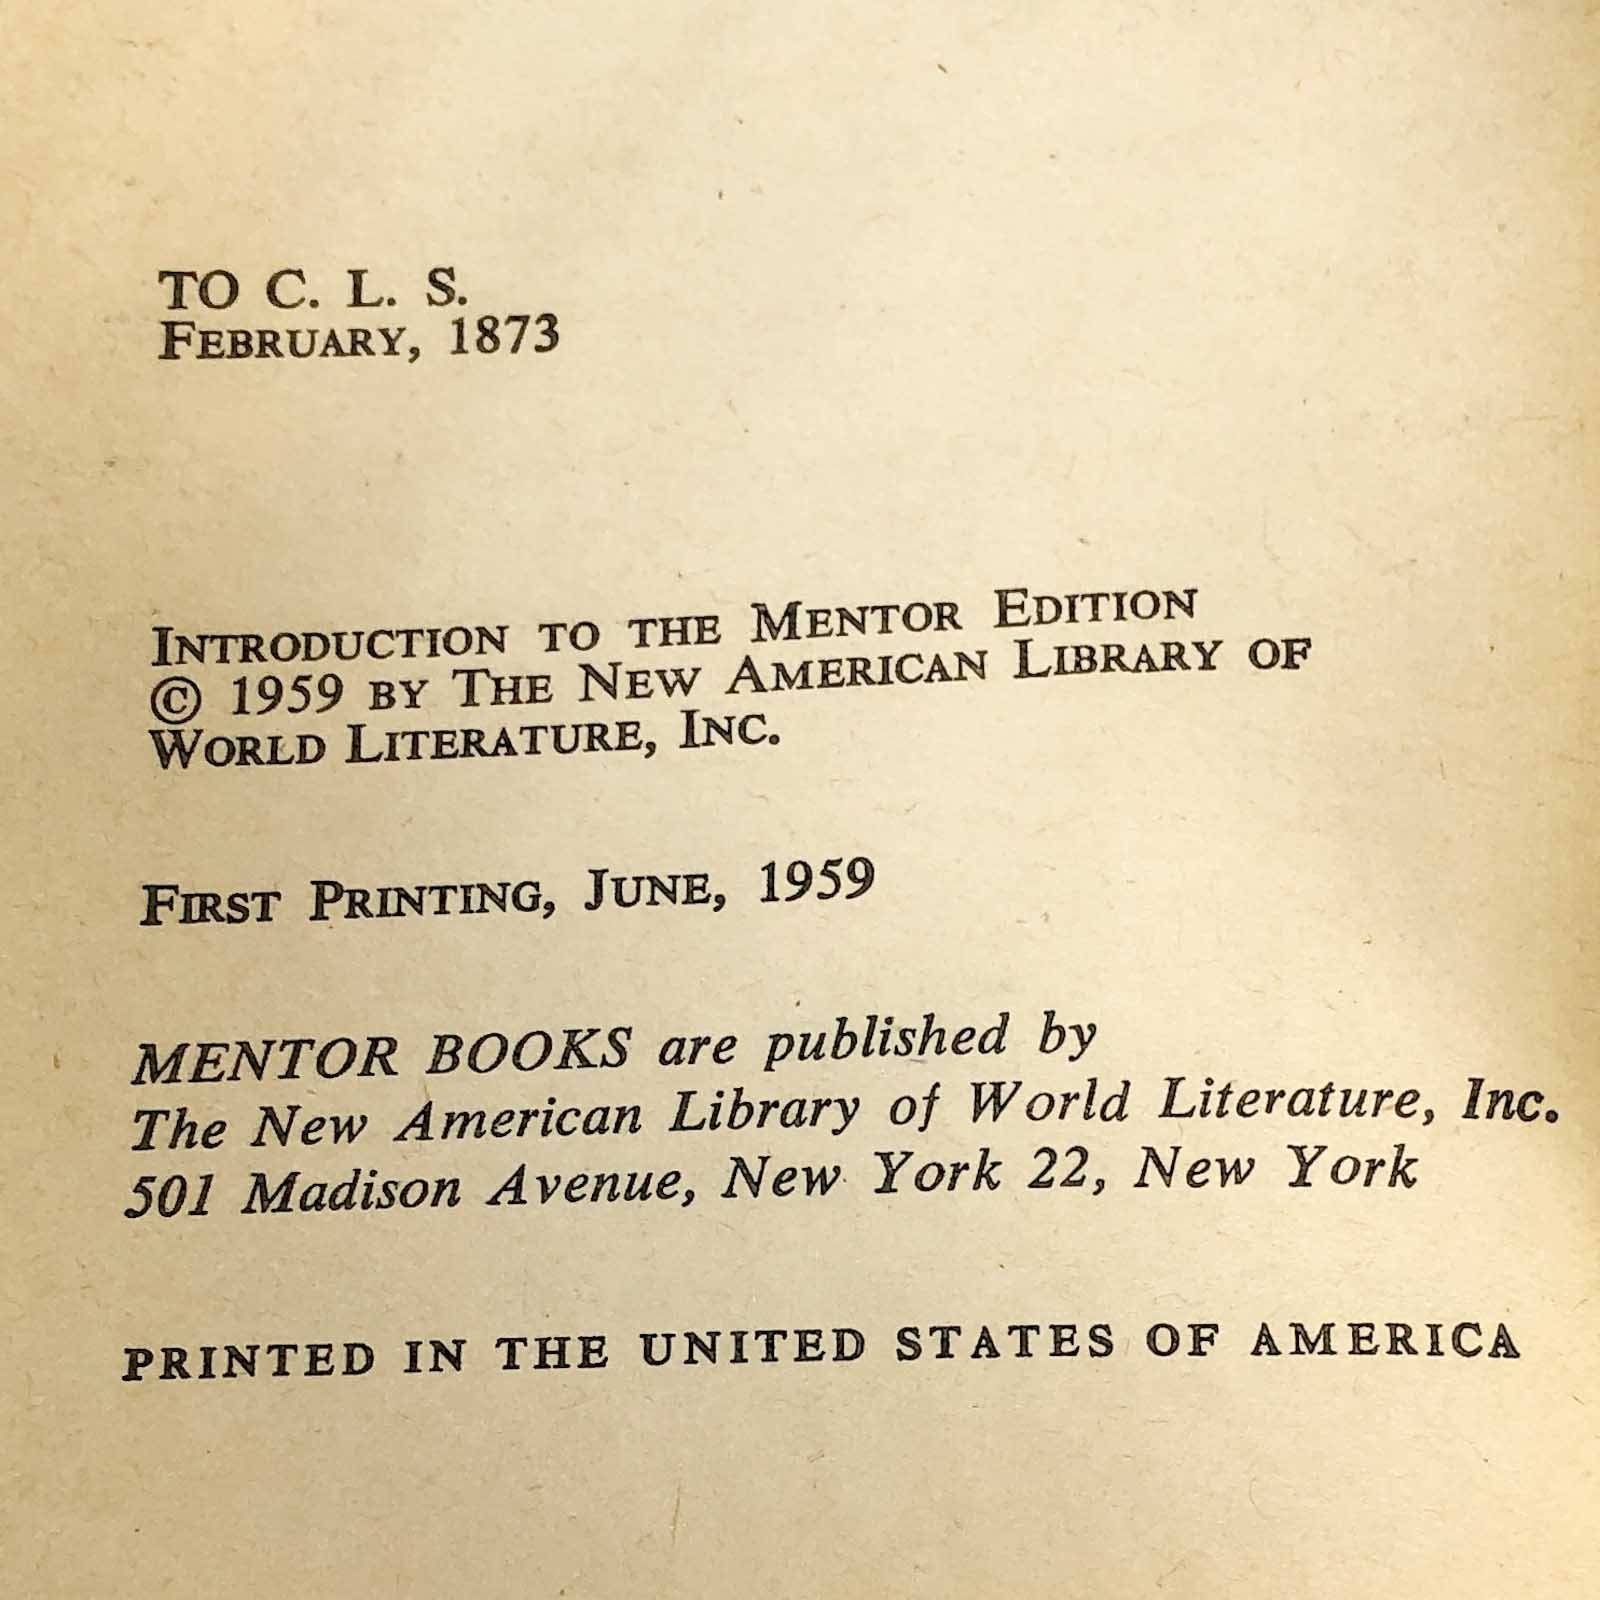 TO C. L. S.
FEBRUARY, 1873
INTRODUCTION TO THE MENTOR EDITION
© 1959 BY THE NEW AMERICAN LIBRARY OF
WORLD LITERATURE, INC.
FIRST PRINTING, JUNE, 1959
MENTOR BOOKS are published by
The New American Library of World Literature, Inc.
501 Madison Avenue, New York 22, New York
PRINTED IN THE UNITED STATES OF AMERICA